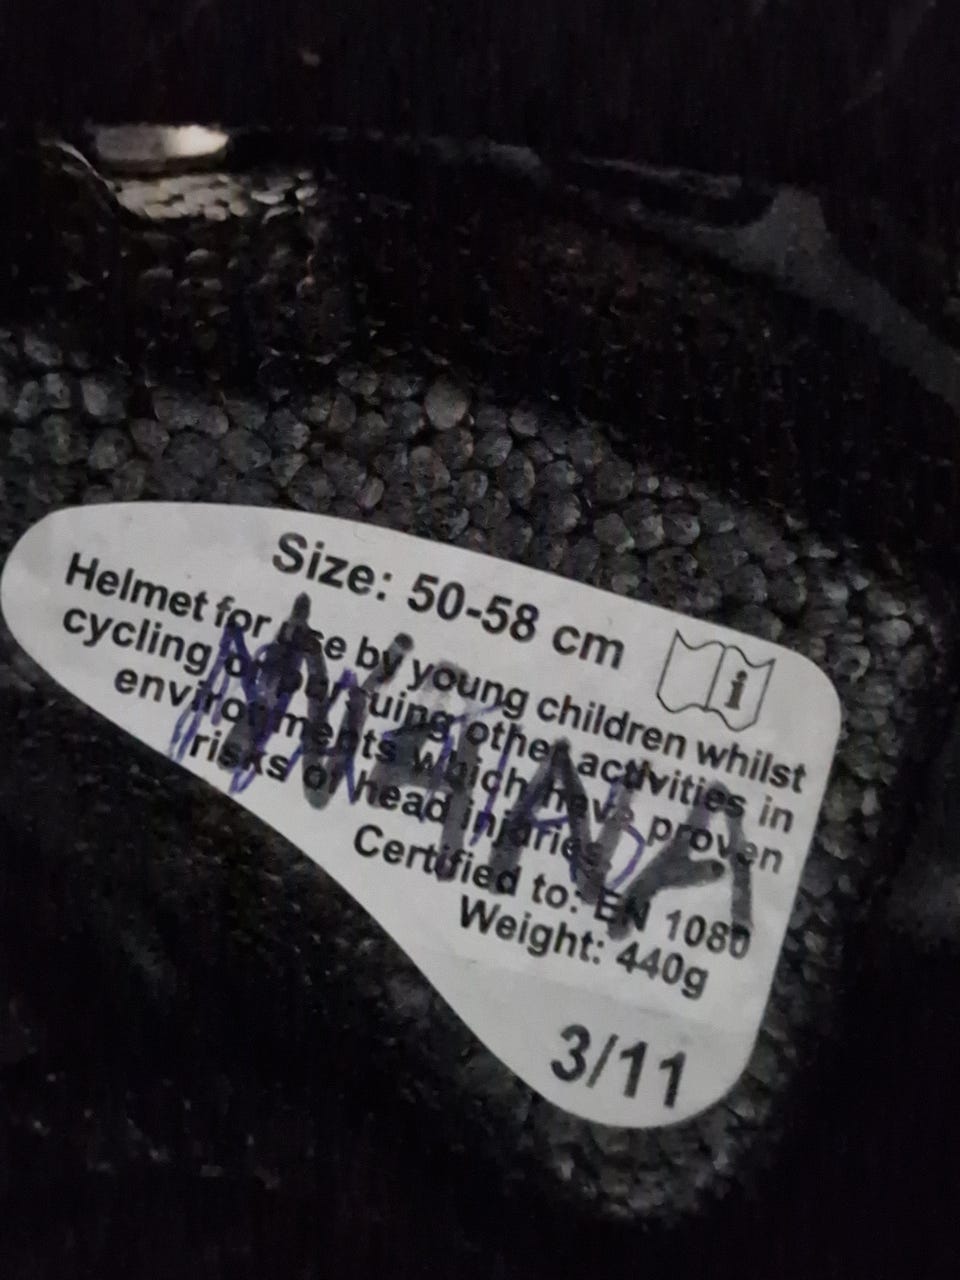 Size: 50-58 cm
Helmet for use by young children whilst
cycling or pursuing other activities in
environments which have proven
risks of head injuries
Certified to: EN 1080
Weight: 440g
3/11